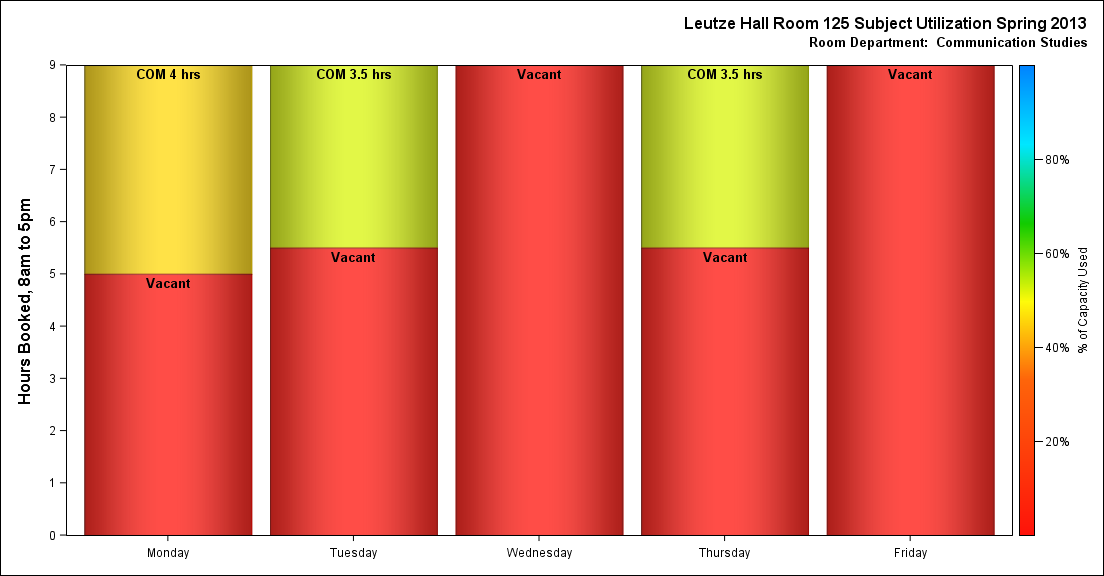 Leutze Hall Room 125 Subject Utilization Spring 2013
Room Department:  Communication Studies
Hours Booked, 8am to 5pm
9
8
7
6
5
4
3
2
1
0
COM 4 hrs
Vacant
COM 3.5 hrs
Vacant
Vacant
COM 3.5 hrs
Vacant
Vacant
Monday
Tuesday
Wednesday
Thursday
Friday
80%
60%
40%
20%
% of Capacity Used